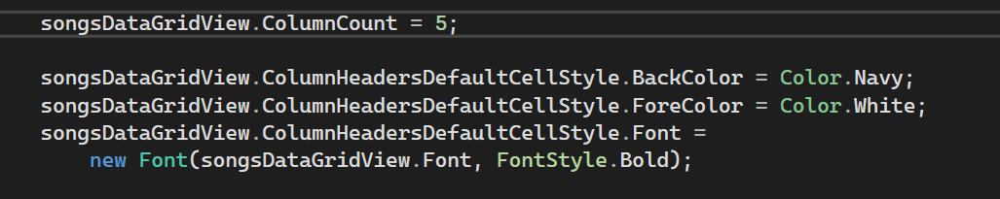 songsDataGridView.ColumnCount = 5;
songsDataGridView.ColumnHeadersDefaultCellStyle.BackColor = Color.Navy;
songsDataGridView.ColumnHeadersDefaultCellStyle.ForeColor = Color.White;
songsDataGridView.ColumnHeadersDefaultCellStyle.Font =
    new Font(songsDataGridView.Font, FontStyle.Bold);